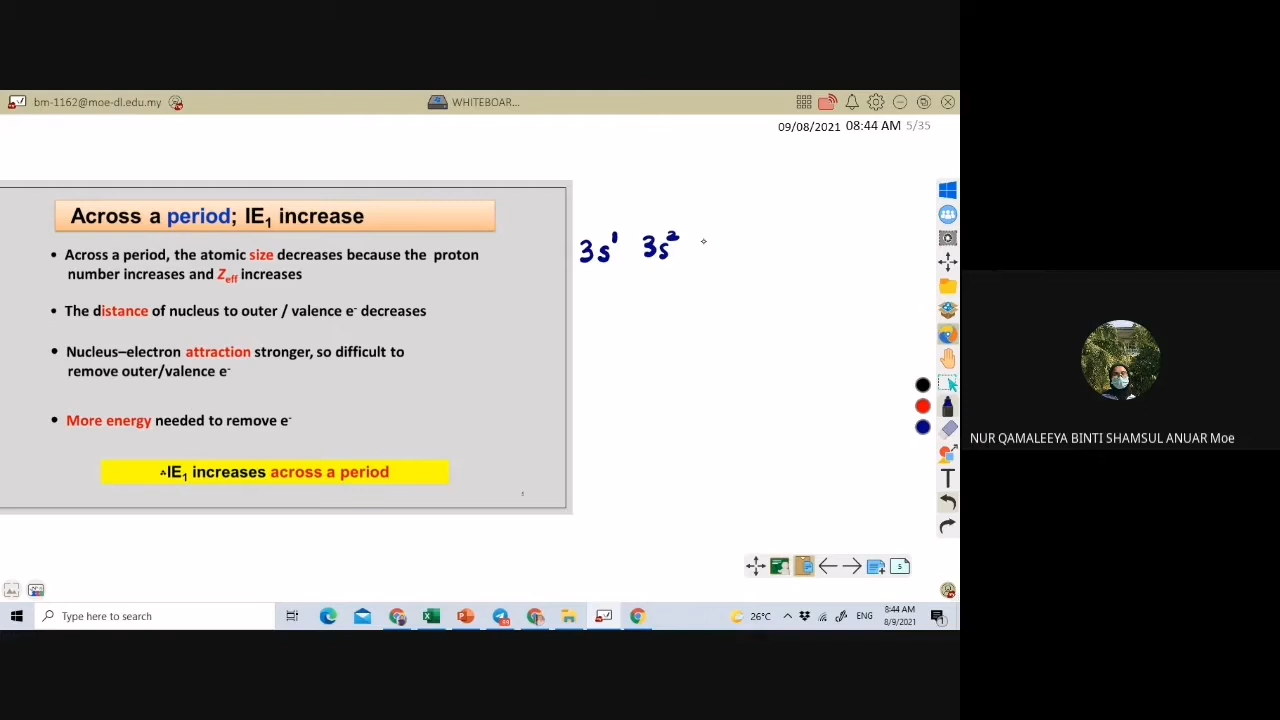 bm-1162@moe-dl.edu.my
WHITEBOAR...
09/08/2021 08:44 AM 5/35
Across a period; IE₁ increase
3s¹ 3s²
• Across a period, the atomic size decreases because the proton
number increases and Zeff increases
• The distance of nucleus to outer / valence e⁻ decreases
• Nucleus–electron attraction stronger, so difficult to
remove outer/valence e⁻
• More energy needed to remove e⁻
∴IE₁ increases across a period
T
5
NUR QAMALEEYA BINTI SHAMSUL ANUAR Moe
Type here to search
26°C
ENG
8:44 AM
8/9/2021
1